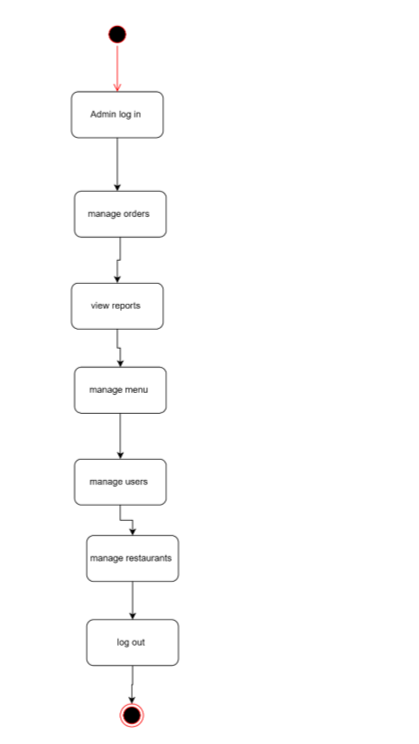 Admin log in
manage orders
view reports
manage menu
manage users
manage restaurants
log out